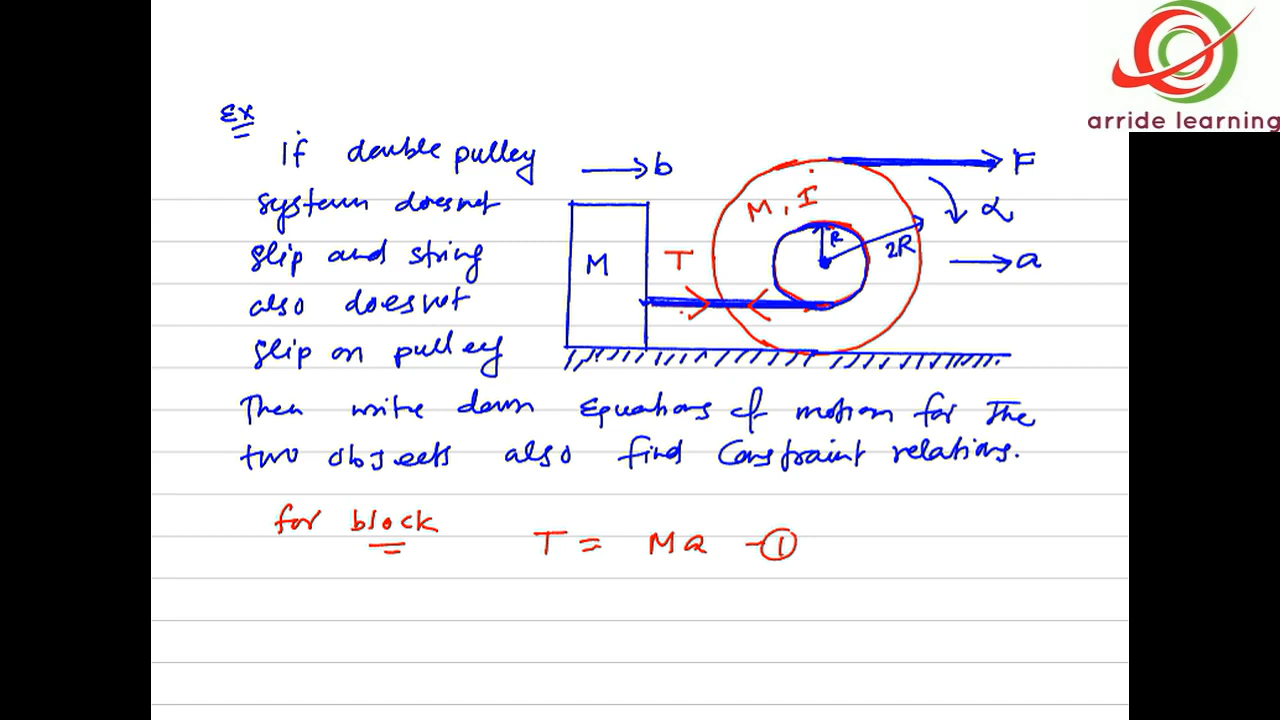 arride learning
Ex
If double pulley
system doesnot
slip and string
also doesnot
slip on pulley
Then write down Equations of motion for The
two objects also find Constraint relations.
b
F
M, I
α
R
2R
M
T
a
for block T = Ma -①